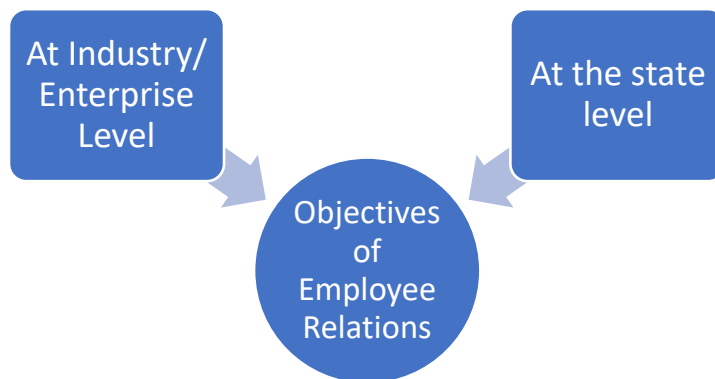 At Industry/
Enterprise
Level
At the state
level
Objectives
of
Employee
Relations